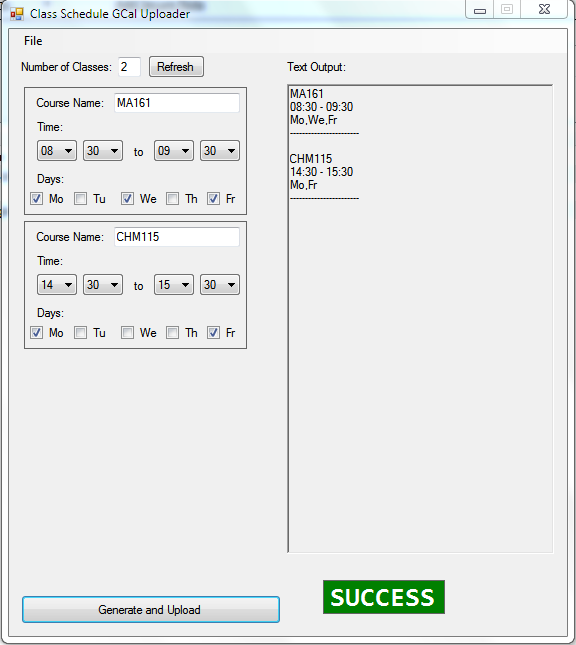 Class Schedule GCal Uploader
File
Number of Classes: 2 Refresh
Course Name: MA161
Time:
08 30 to 09 30
Days:
Mo Tu We Th Fr
Course Name: CHM115
Time:
14 30 to 15 30
Days:
Mo Tu We Th Fr
Generate and Upload
Text Output:
MA161
08:30 - 09:30
Mo,We,Fr
-----------------------
CHM115
14:30 - 15:30
Mo,Fr
-----------------------
SUCCESS